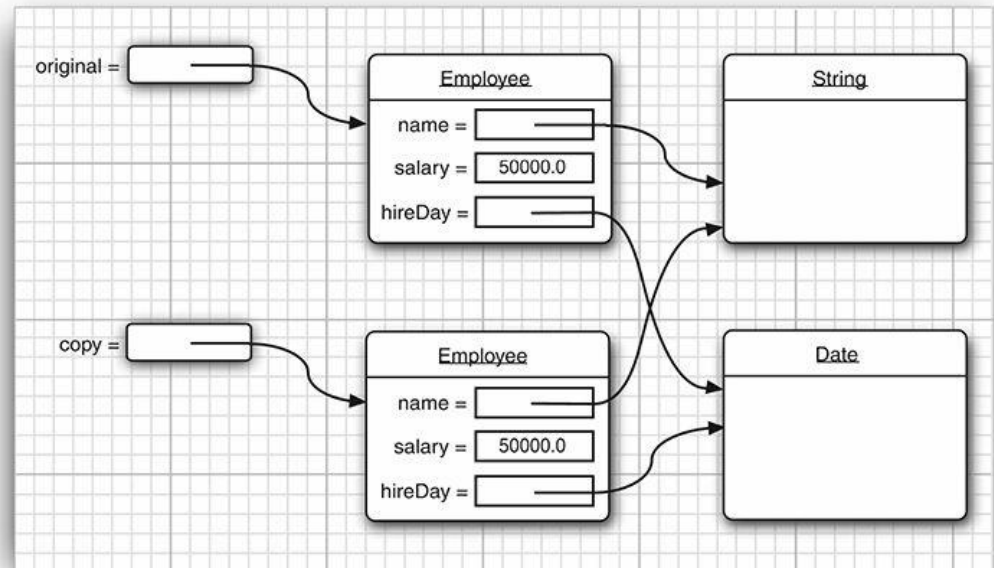 original =
Employee
name =
salary = 50000.0
hireDay =
String
copy =
Employee
name =
salary = 50000.0
hireDay =
Date